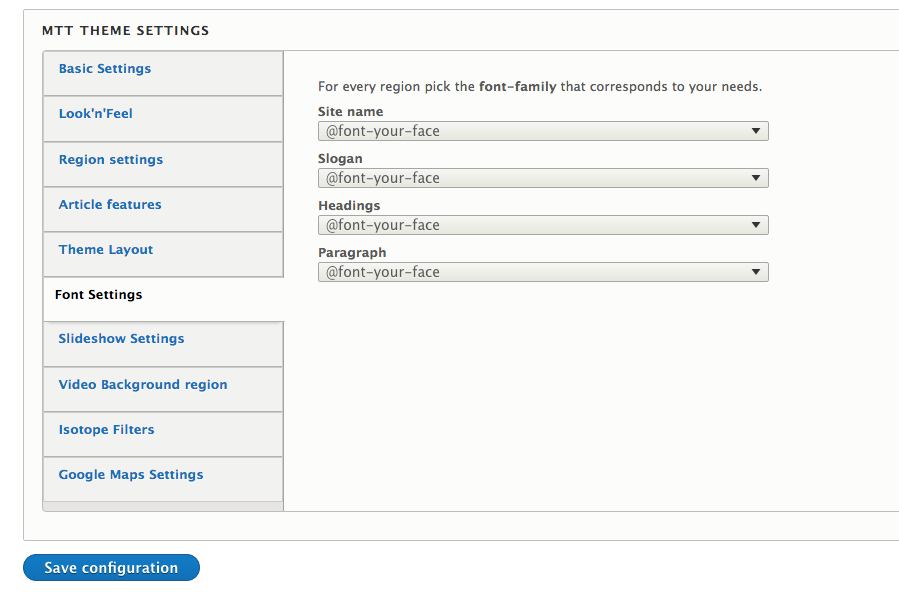 MTT THEME SETTINGS
Basic Settings
Look'n'Feel
Region settings
Article features
Theme Layout
Font Settings
Slideshow Settings
Video Background region
Isotope Filters
Google Maps Settings
For every region pick the font-family that corresponds to your needs.
Site name
@font-your-face
Slogan
@font-your-face
Headings
@font-your-face
Paragraph
@font-your-face
Save configuration